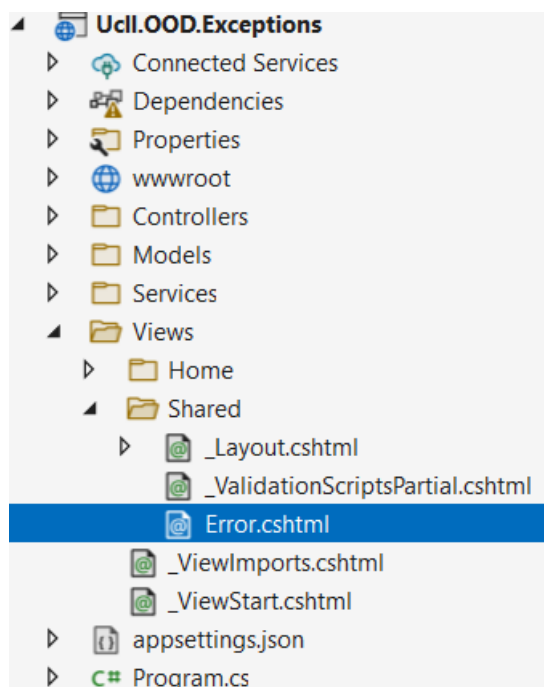 Ucll.OOD.Exceptions
Connected Services
Dependencies
Properties
wwwroot
Controllers
Models
Services
Views
Home
Shared
_Layout.cshtml
_ValidationScriptsPartial.cshtml
Error.cshtml
_ViewImports.cshtml
_ViewStart.cshtml
appsettings.json
C# Program.cs